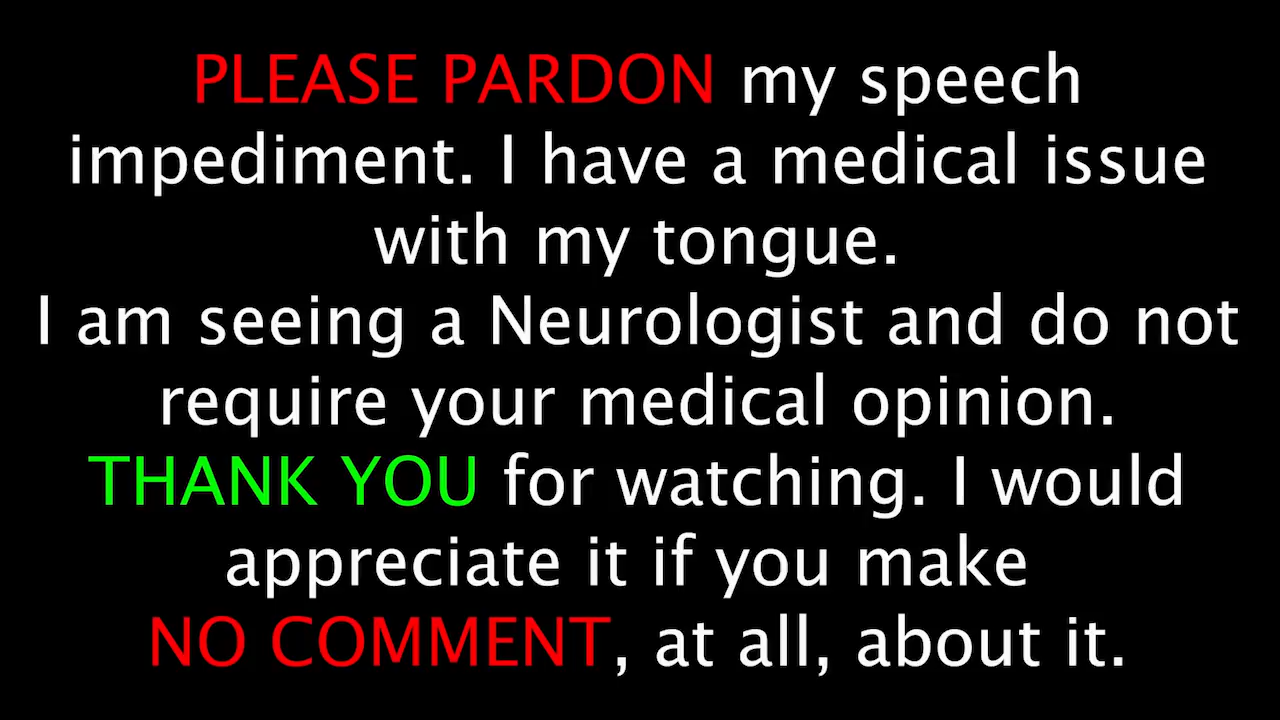 PLEASE PARDON my speech
impediment. I have a medical issue
with my tongue.
I am seeing a Neurologist and do not
require your medical opinion.
THANK YOU for watching. I would
appreciate it if you make
NO COMMENT, at all, about it.